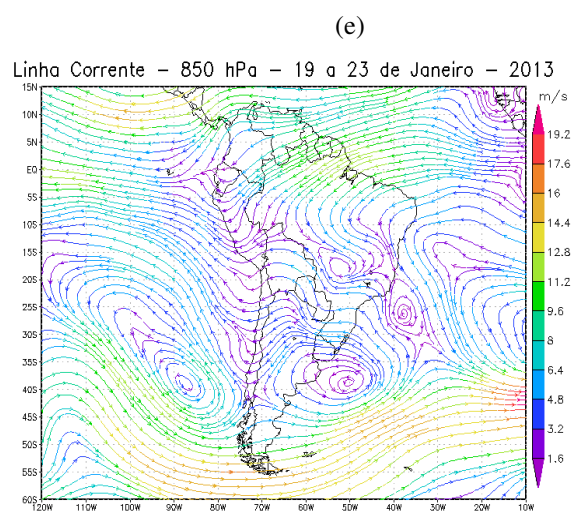 (e)
Linha Corrente – 850 hPa – 19 a 23 de Janeiro – 2013
m/s
15N
10N
5N
EQ
5S
10S
15S
20S
25S
30S
35S
40S
45S
50S
55S
60S
120W 110W 100W 90W 80W 70W 60W 50W 40W 30W 20W 10W
19.2
17.6
16
14.4
12.8
11.2
9.6
8
6.4
4.8
3.2
1.6